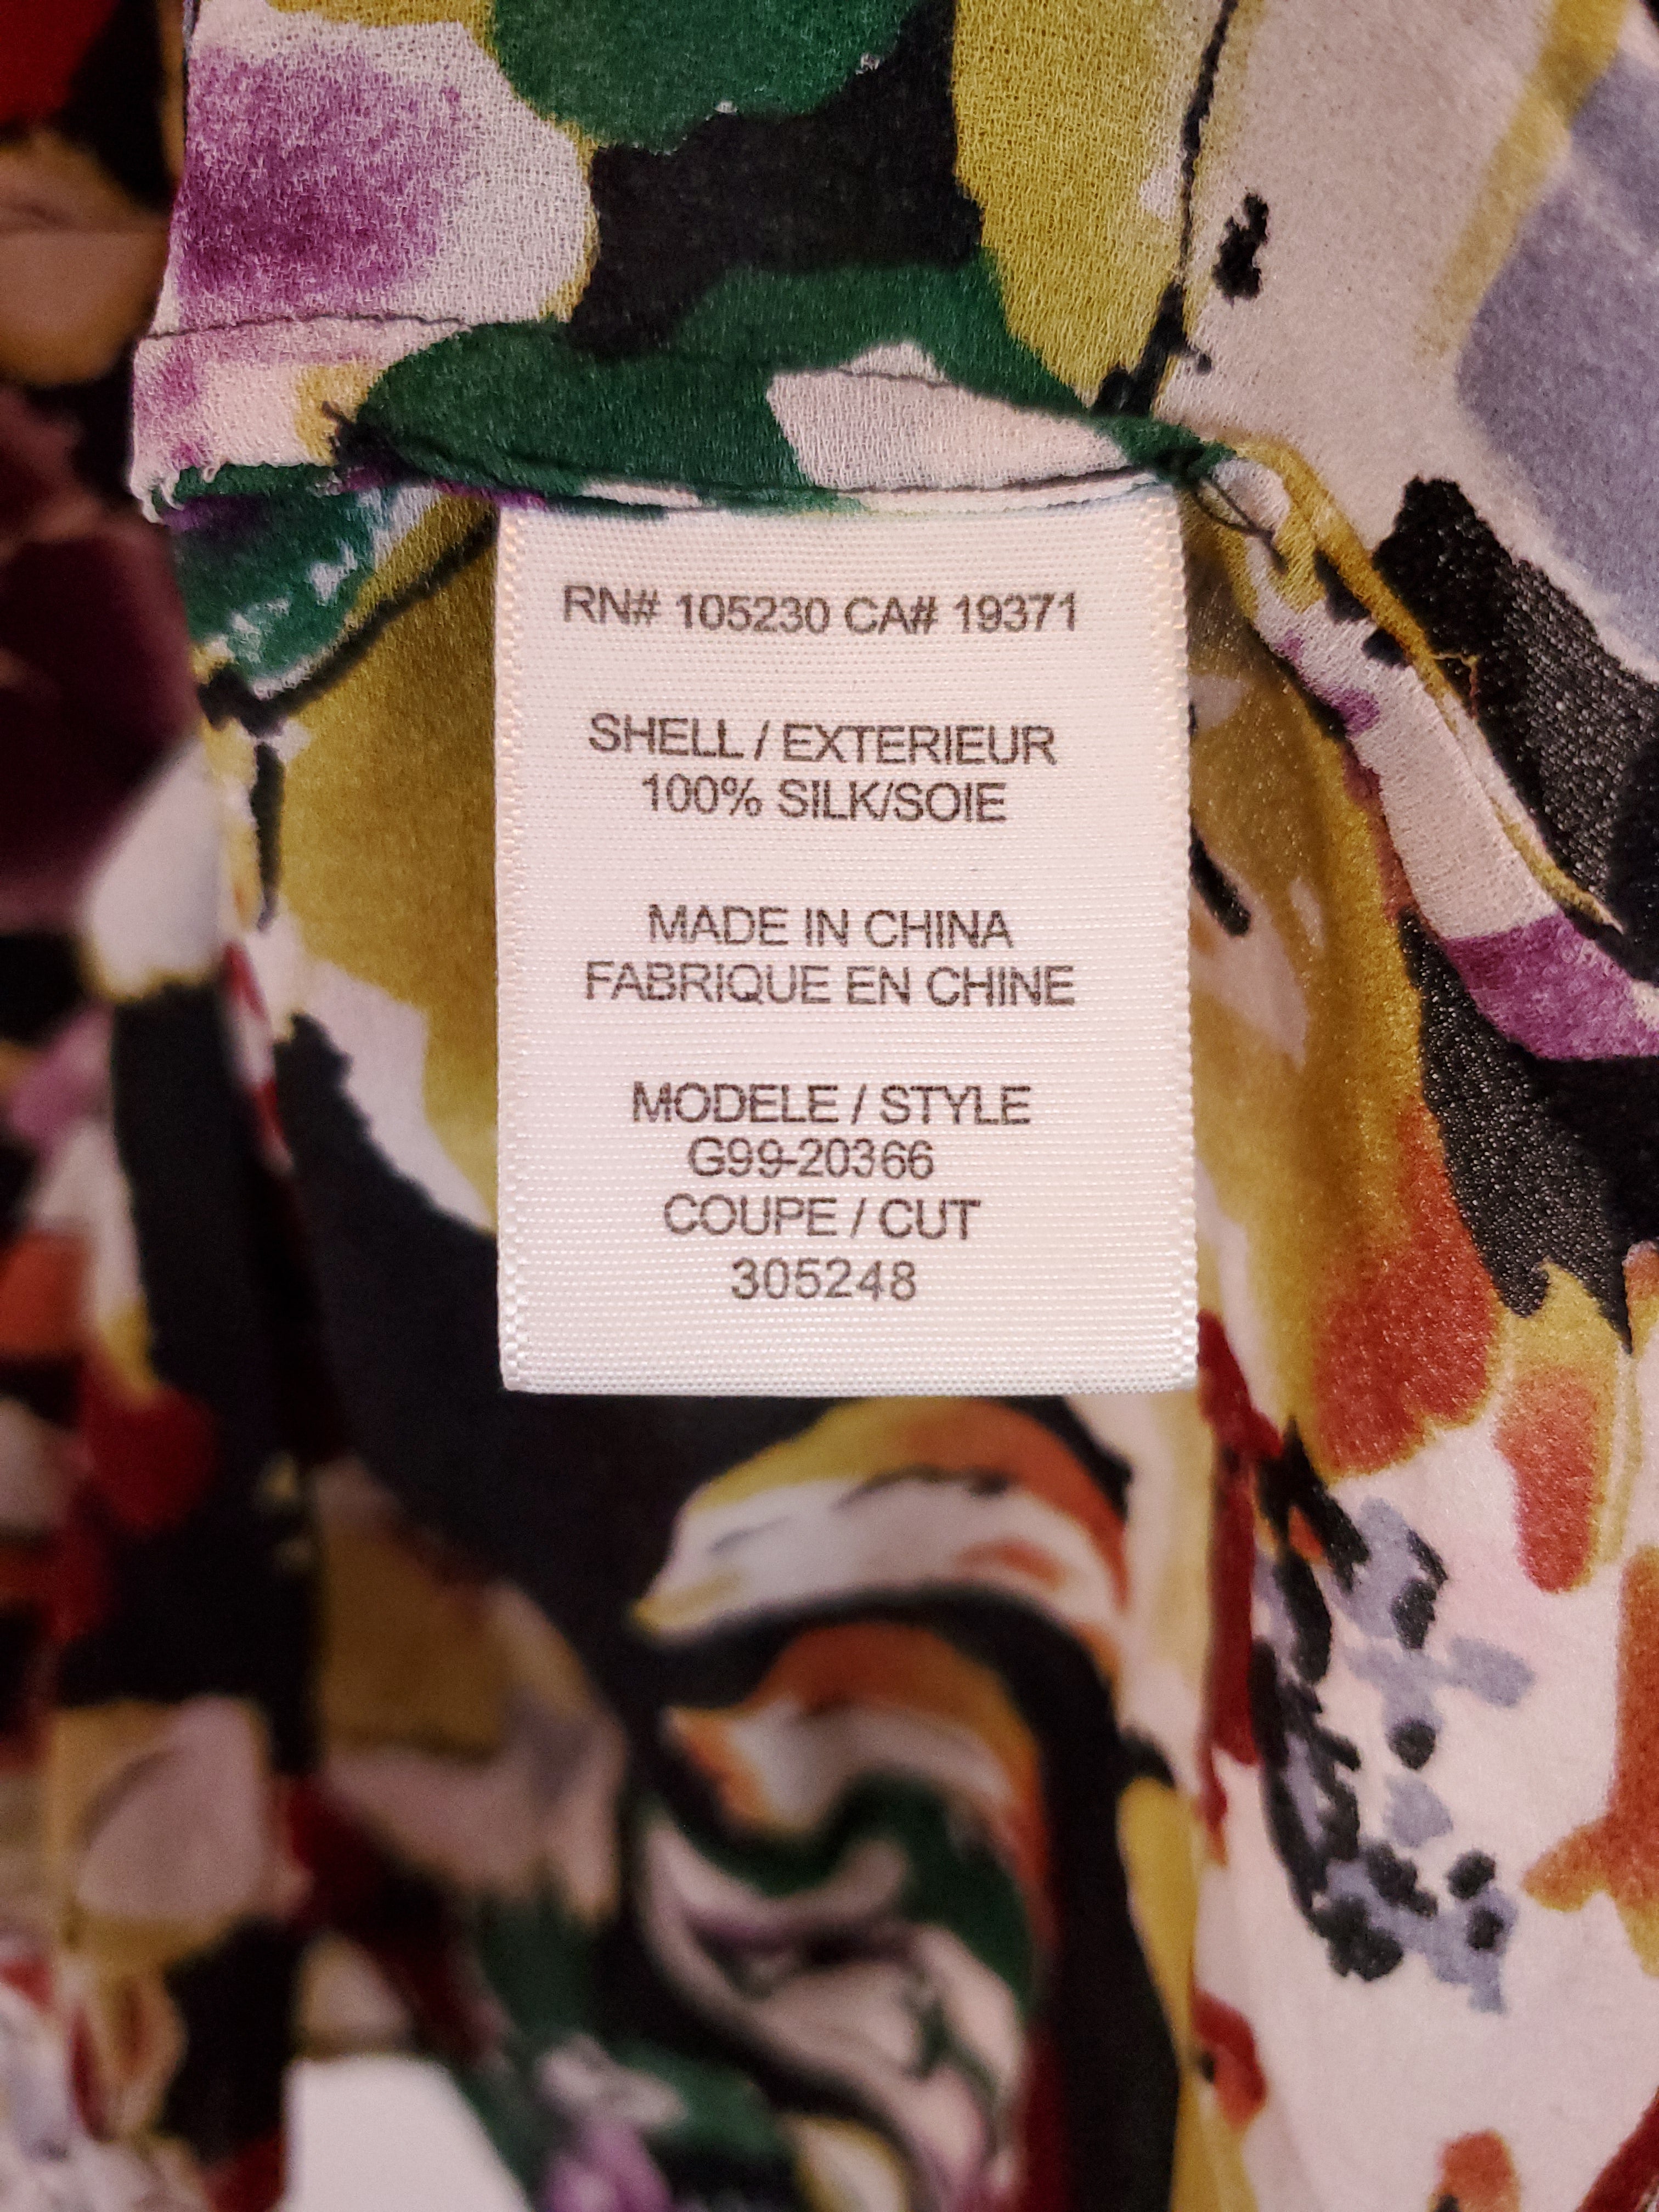 RN# 105230 CA# 19371
SHELL / EXTERIEUR
100% SILK/SOIE
MADE IN CHINA
FABRIQUE EN CHINE
MODELE / STYLE
G99-20366
COUPE / CUT
305248